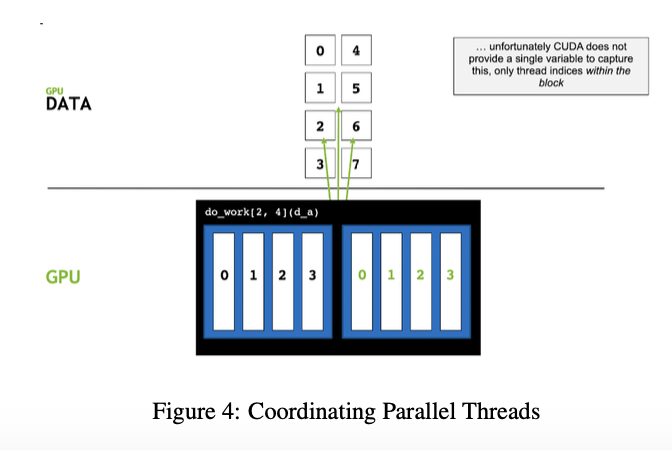 0 4
1 5
2 6
3 7
... unfortunately CUDA does not
provide a single variable to capture
this, only thread indices within the
block
GPU
DATA
do_work[2, 4](d_a)
0 1 2 3 0 1 2 3
GPU
Figure 4: Coordinating Parallel Threads